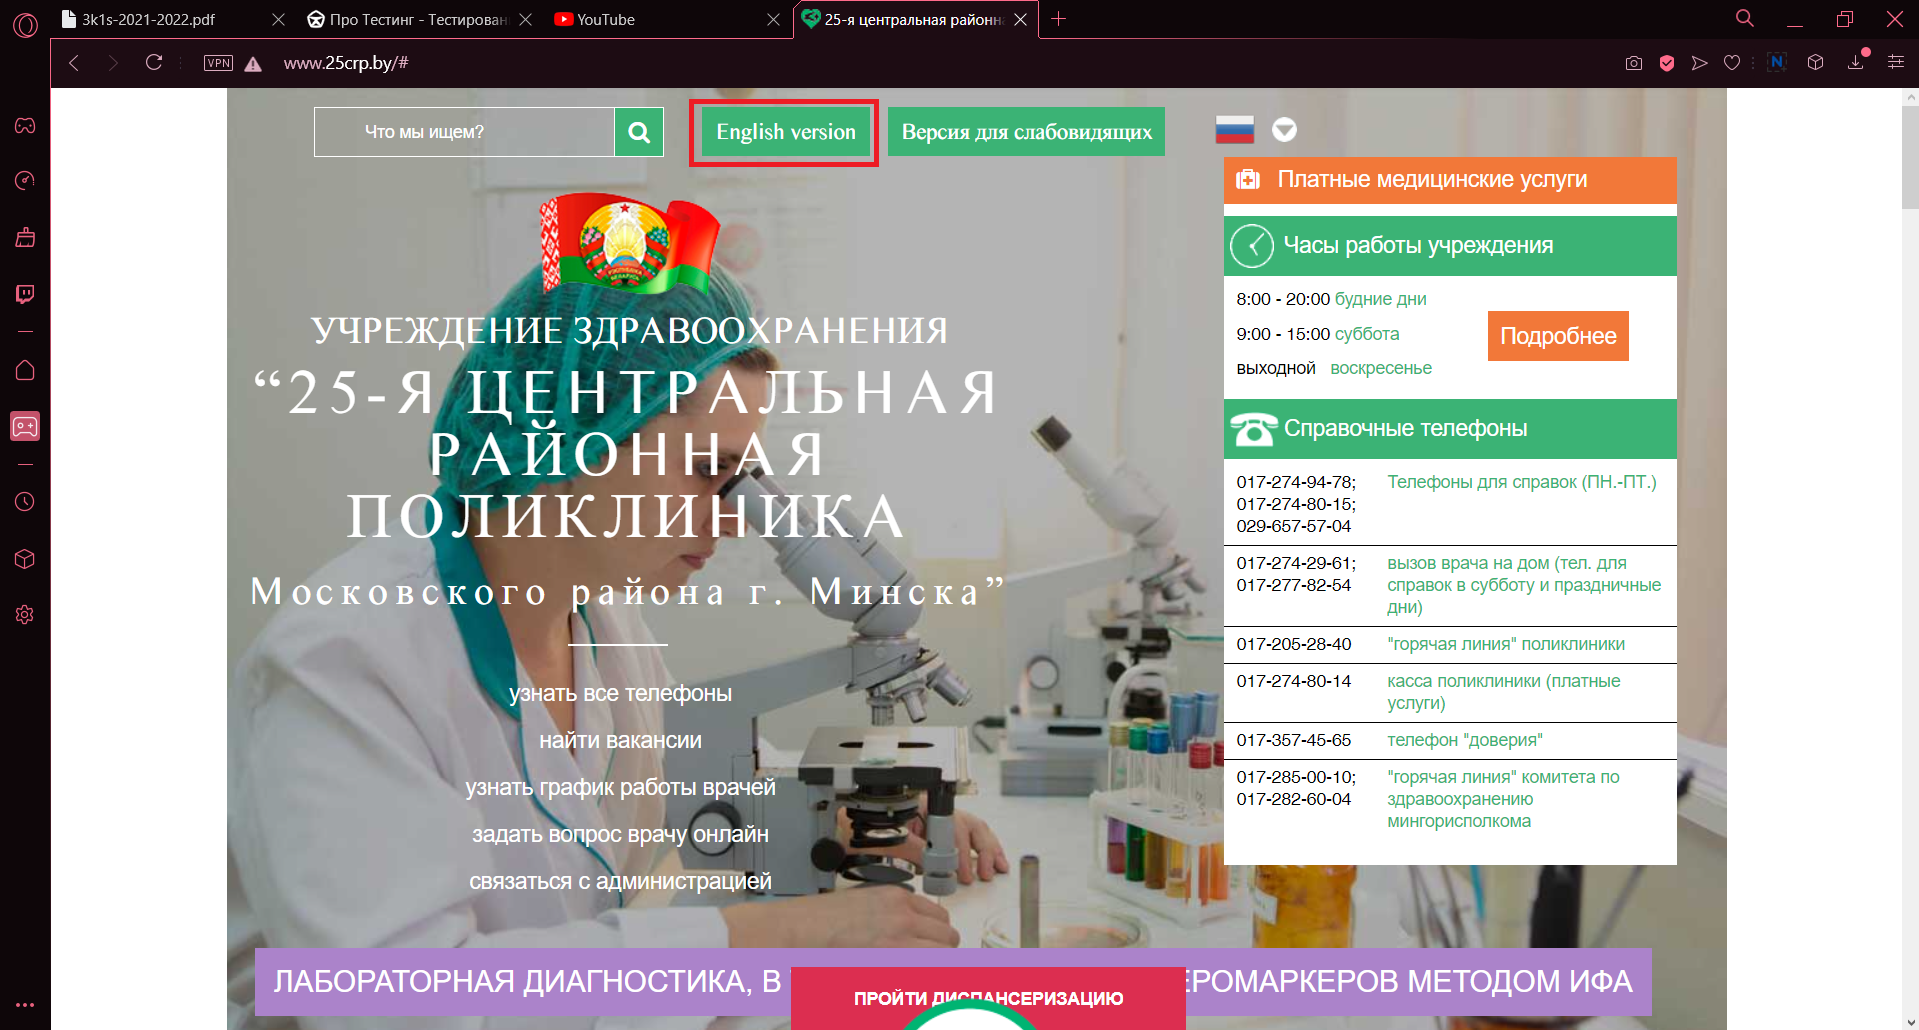 3k1s-2021-2022.pdf
Про Тестинг - Тестирован
YouTube
25-я центральная районна
VPN
www.25crp.by/#
Что мы ищем?
English version
Версия для слабовидящих
Платные медицинские услуги
Часы работы учреждения
8:00 - 20:00 будние дни
9:00 - 15:00 суббота
выходной воскресенье
Подробнее
Справочные телефоны
017-274-94-78; Телефоны для справок (ПН.-ПТ.)
017-274-80-15;
029-657-57-04
017-274-29-61; вызов врача на дом (тел. для
017-277-82-54 справок в субботу и праздничные
дни)
017-205-28-40 "горячая линия" поликлиники
017-274-80-14 касса поликлиники (платные
услуги)
017-357-45-65 телефон "доверия"
017-285-00-10; "горячая линия" комитета по
017-282-60-04 здравоохранению
мингорисполкома
УЧРЕЖДЕНИЕ ЗДРАВООХРАНЕНИЯ
“25-Я ЦЕНТРАЛЬНАЯ
РАЙОННАЯ
ПОЛИКЛИНИКА
Московского района г. Минска”
узнать все телефоны
найти вакансии
узнать график работы врачей
задать вопрос врачу онлайн
связаться с администрацией
ЛАБОРАТОРНАЯ ДИАГНОСТИКА, В
ЕРОМАРКЕРОВ МЕТОДОМ ИФА
ПРОЙТИ ДИСПАНСЕРИЗАЦИЮ